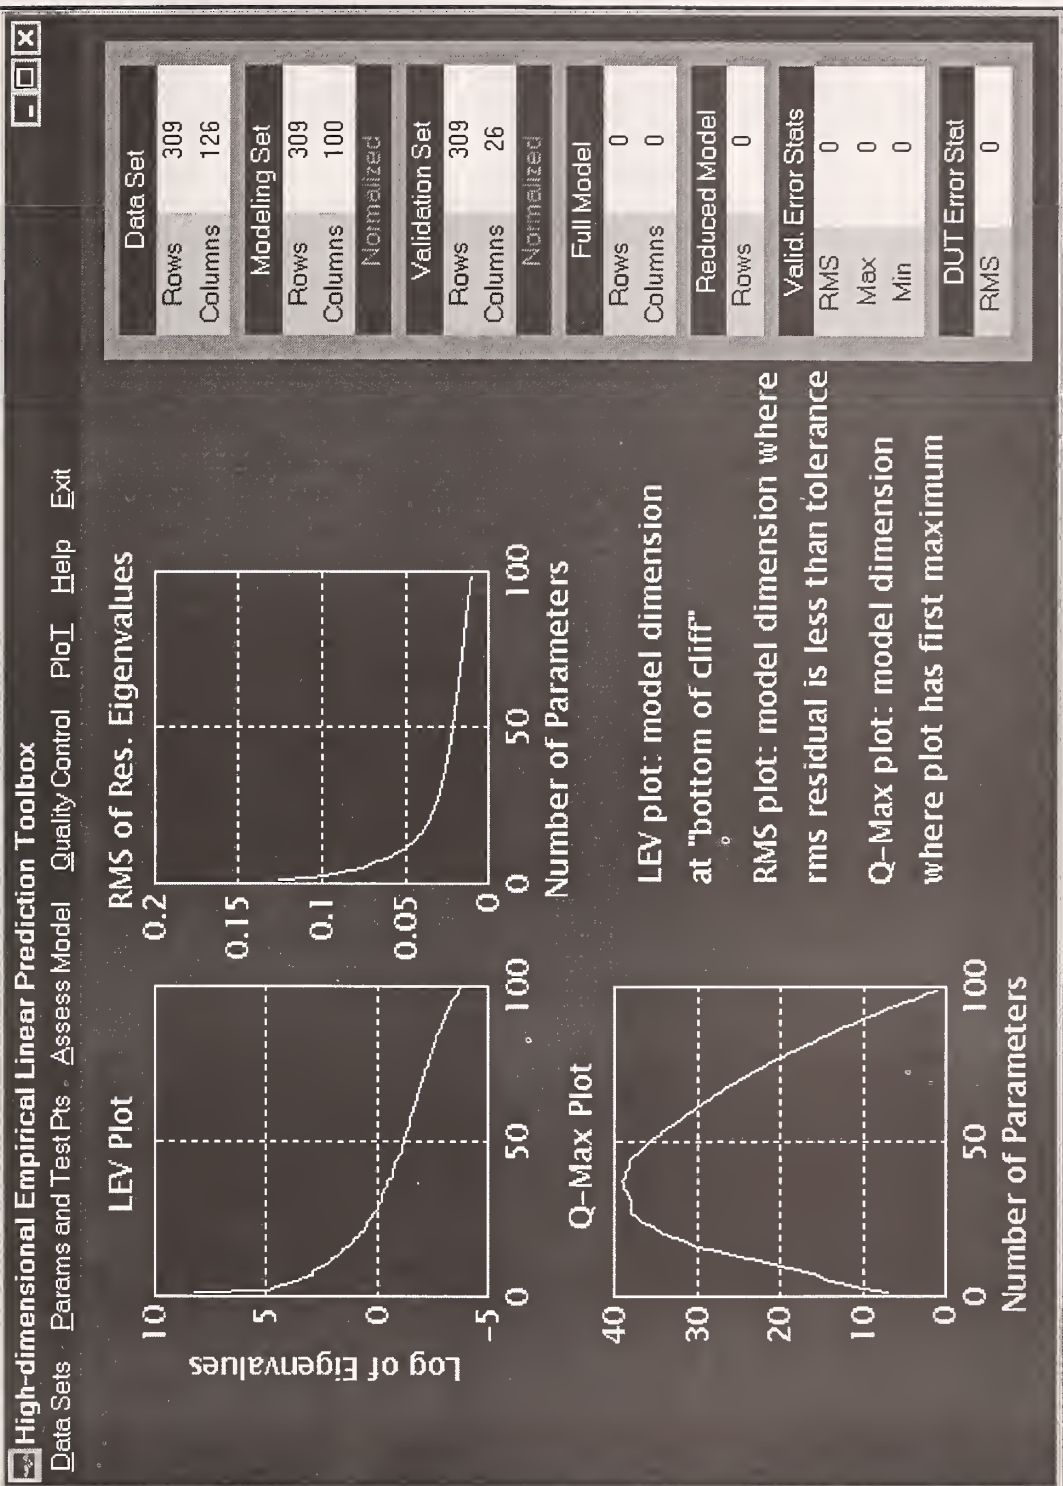 High-dimensional Empirical Linear Prediction Toolbox
Data Sets Params and Test Pts Assess Model Quality Control PloT Help Exit
LEV Plot
Log of Eigenvalues
10
5
0
-5
0 50 100
RMS of Res. Eigenvalues
0.2
0.15
0.1
0.05
0
0 50 100
Number of Parameters
Q-Max Plot
40
30
20
10
0
0 50 100
Number of Parameters
LEV plot: model dimension
at "bottom of cliff"
RMS plot: model dimension where
rms residual is less than tolerance
Q-Max plot: model dimension
where plot has first maximum
Data Set
Rows 309
Columns 126
Modeling Set
Rows 309
Columns 100
Normalized
Validation Set
Rows 309
Columns 26
Normalized
Full Model
Rows 0
Columns 0
Reduced Model
Rows 0
Valid. Error Stats
RMS 0
Max 0
Min 0
DUT Error Stat
RMS 0